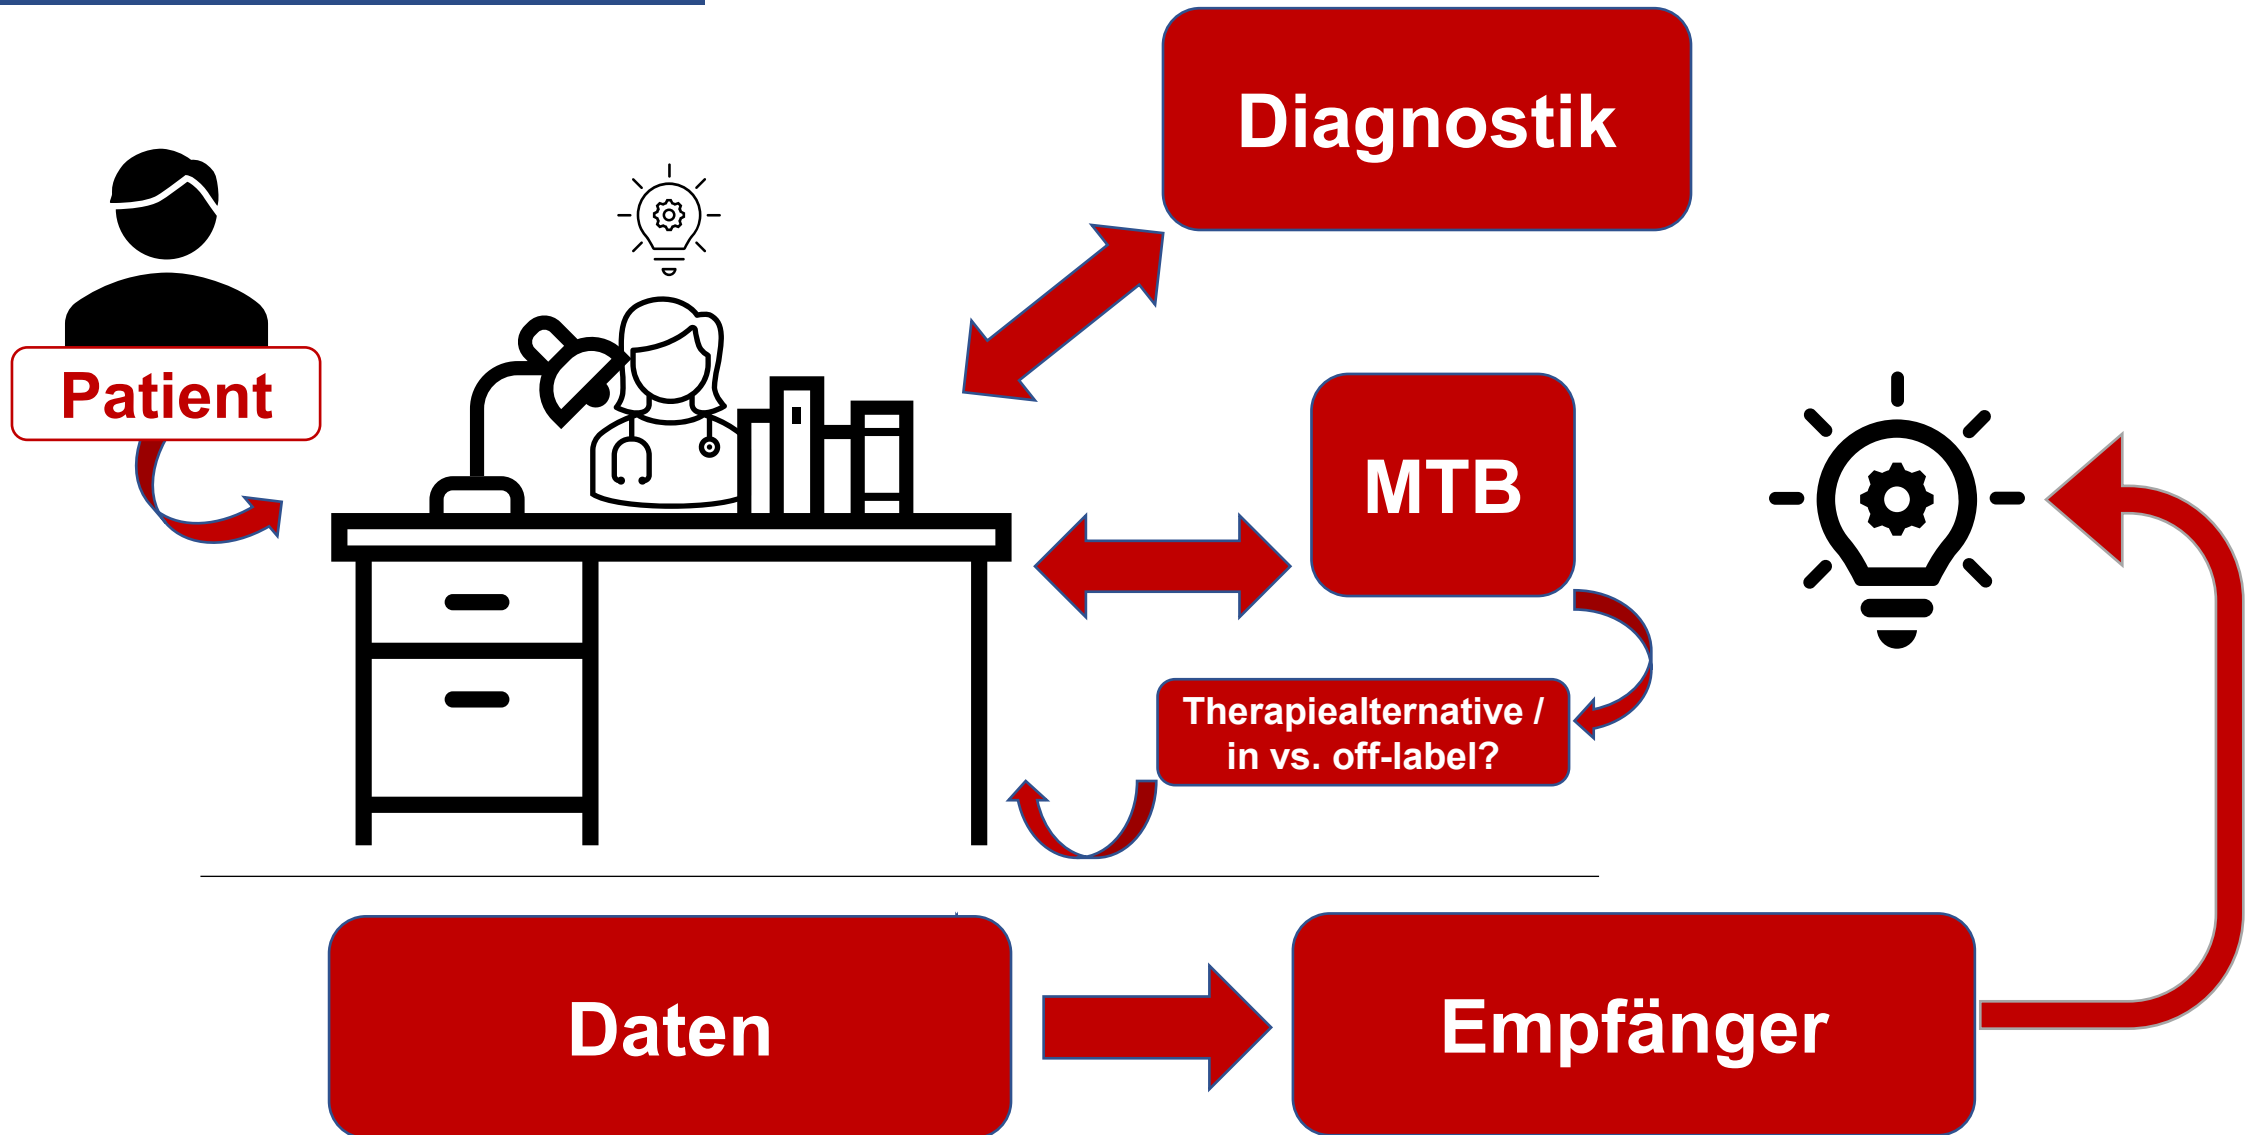 Diagnostik
Patient
MTB
Therapiealternative /
in vs. off-label?
Daten
Empfänger